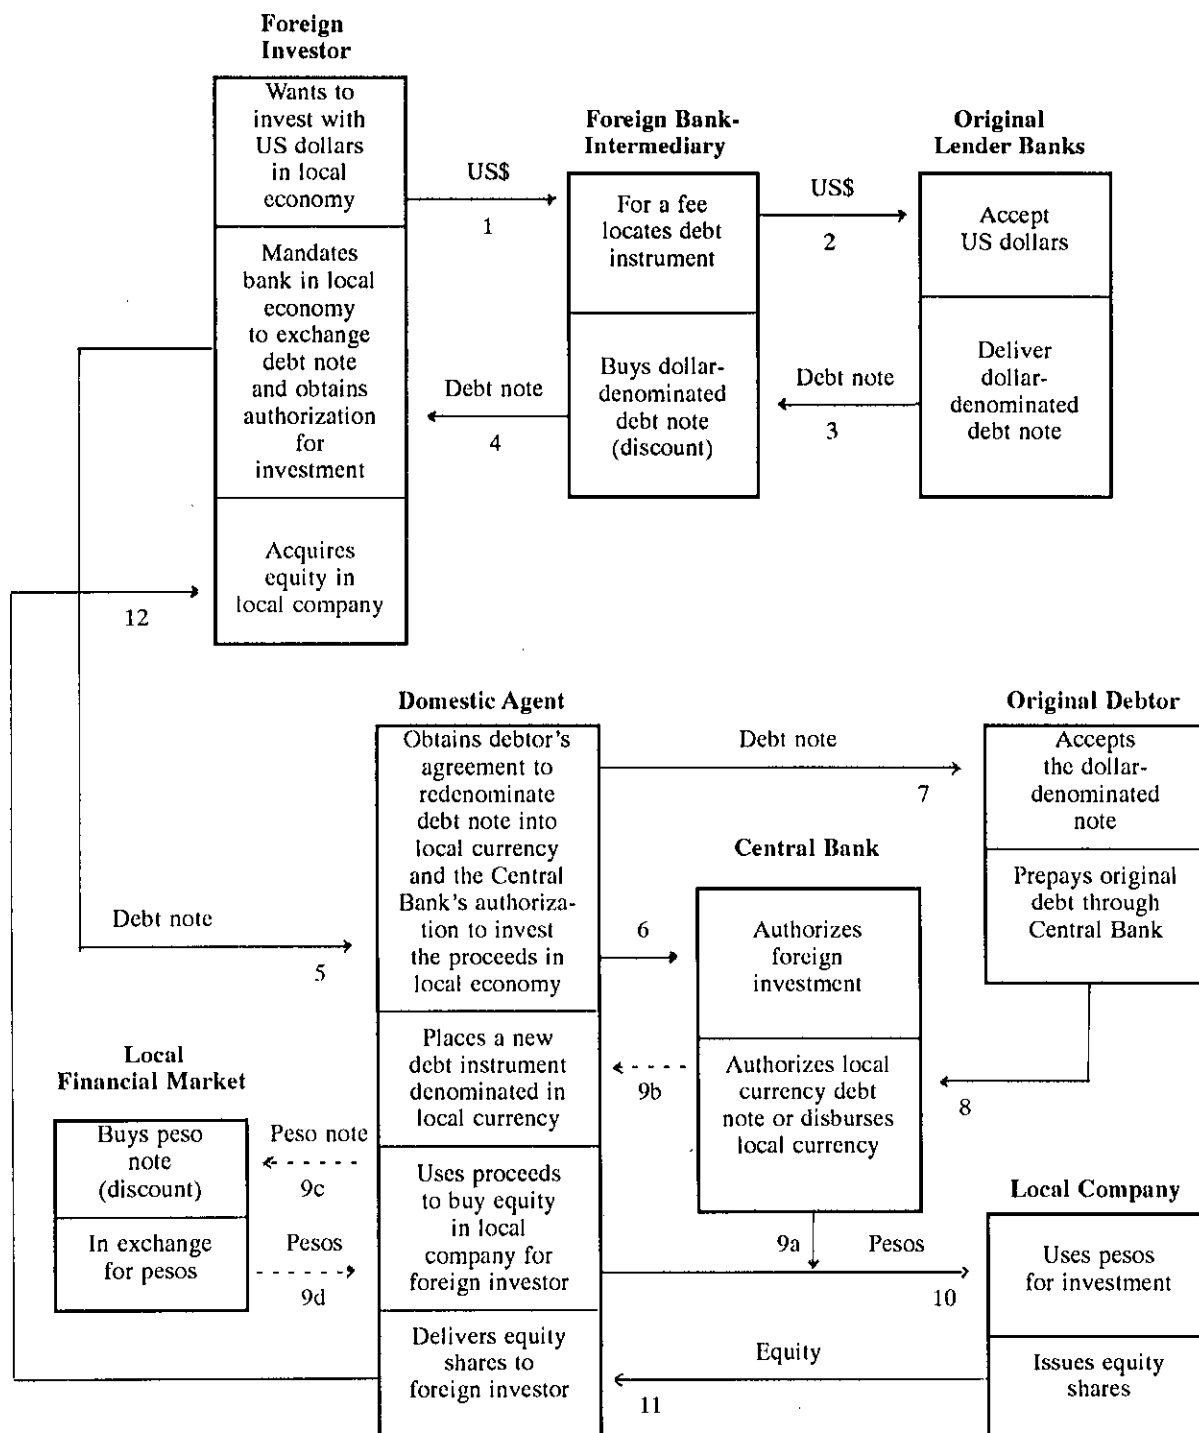 Foreign
Investor
Wants to
invest with
US dollars
in local
economy
Mandates
bank in local
economy
to exchange
debt note
and obtains
authorization
for
investment
Acquires
equity in
local company
US$
1
Foreign Bank-
Intermediary
For a fee
locates debt
instrument
Buys dollar-
denominated
debt note
(discount)
US$
2
Original
Lender Banks
Accept
US dollars
Deliver
dollar-
denominated
debt note
Debt note
3
Debt note
4
12
Debt note
5
Domestic Agent
Obtains debtor's
agreement to
redenominate
debt note into
local currency
and the Central
Bank's authoriza-
tion to invest
the proceeds in
local economy
Places a new
debt instrument
denominated in
local currency
Uses proceeds
to buy equity
in local
company for
foreign investor
Delivers equity
shares to
foreign investor
Debt note
7
Original Debtor
Accepts
the dollar-
denominated
note
Prepays original
debt through
Central Bank
6
Central Bank
Authorizes
foreign
investment
Authorizes local
currency debt
note or disburses
local currency
8
9b
Local
Financial Market
Buys peso
note
(discount)
In exchange
for pesos
Peso note
9c
Pesos
9d
9a
Pesos
10
Local Company
Uses pesos
for investment
Issues equity
shares
Equity
11